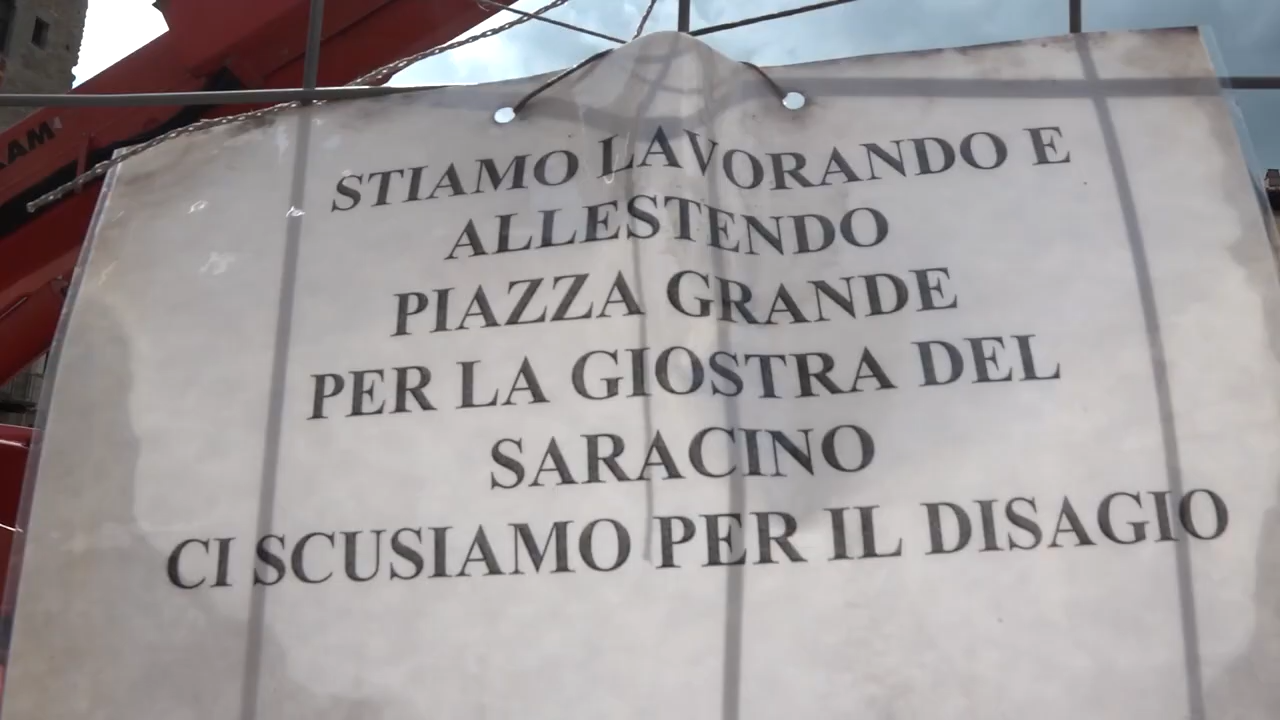 STIAMO LAVORANDO E
ALLESTENDO
PIAZZA GRANDE
PER LA GIOSTRA DEL
SARACINO
CI SCUSIAMO PER IL DISAGIO